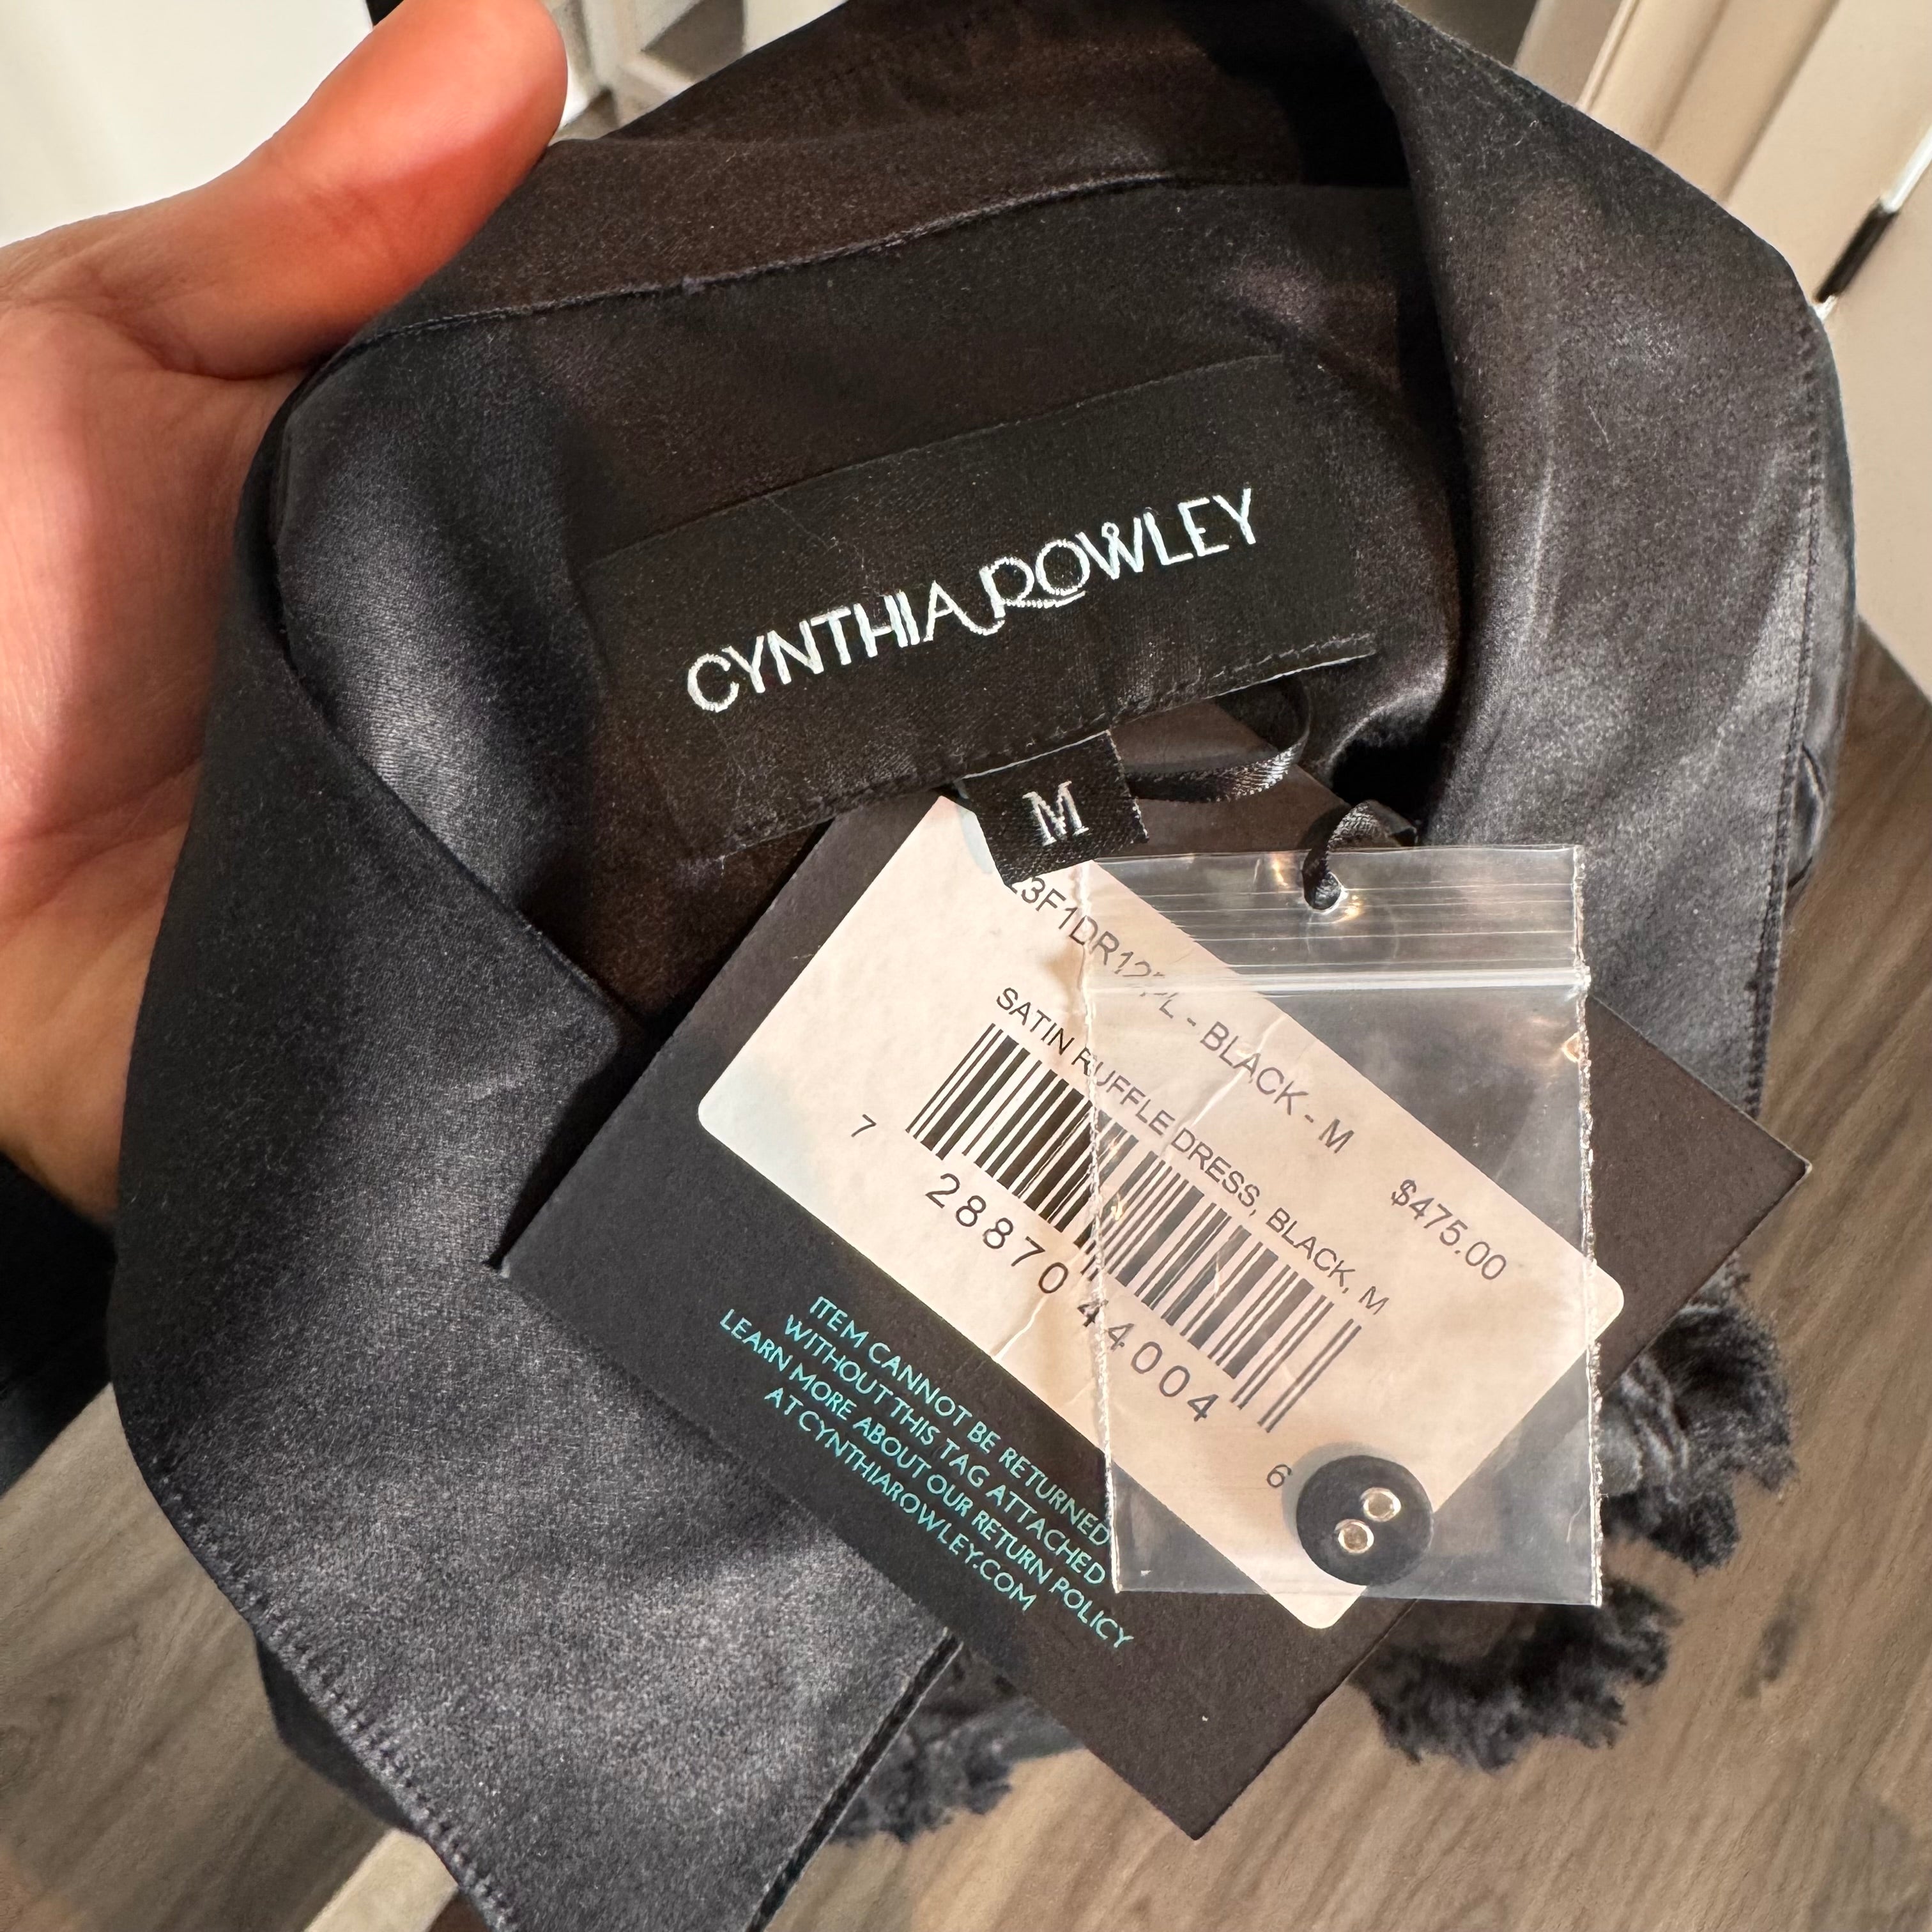 CYNTHIA ROWLEY
M
BLACK - M
SATIN RUFFLE DRESS, BLACK, M
$475.00
7 28870 44004 6
ITEM CANNOT BE RETURNED
WITHOUT THIS TAG ATTACHED
LEARN MORE ABOUT OUR RETURN POLICY
AT CYNTHIAROWLEY.COM